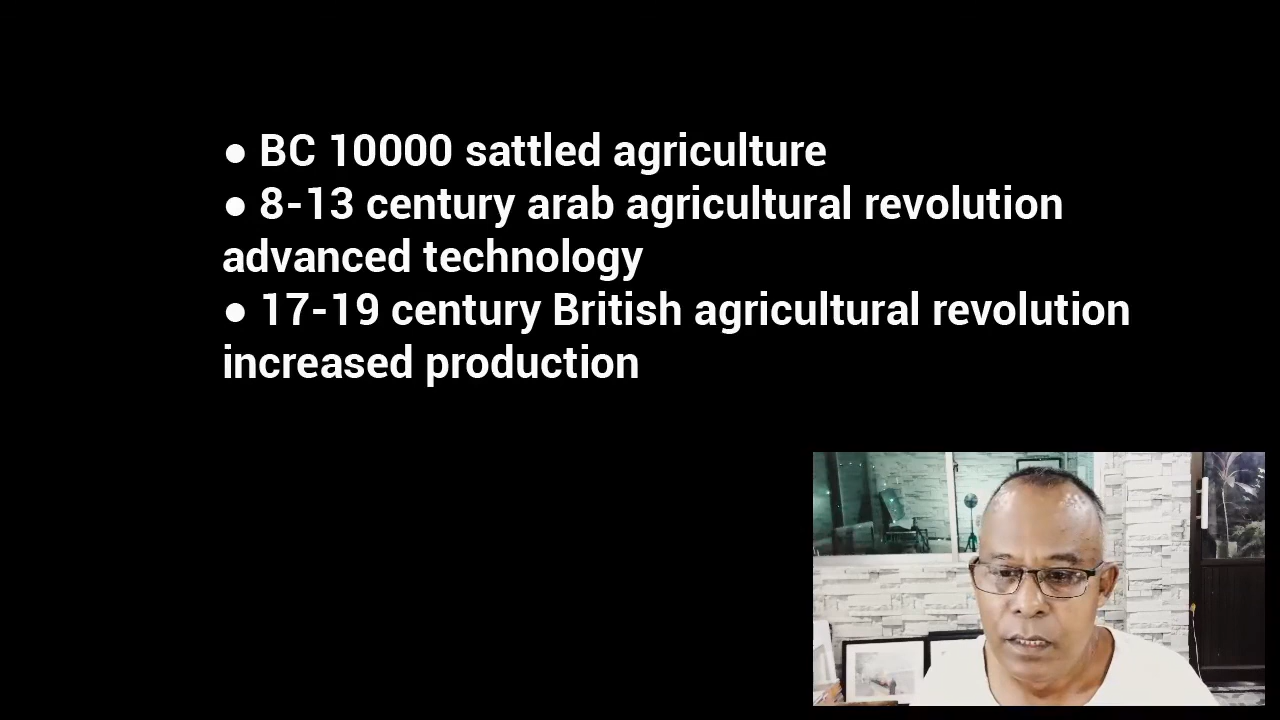 ● BC 10000 sattled agriculture
● 8-13 century arab agricultural revolution
advanced technology
● 17-19 century British agricultural revolution
increased production